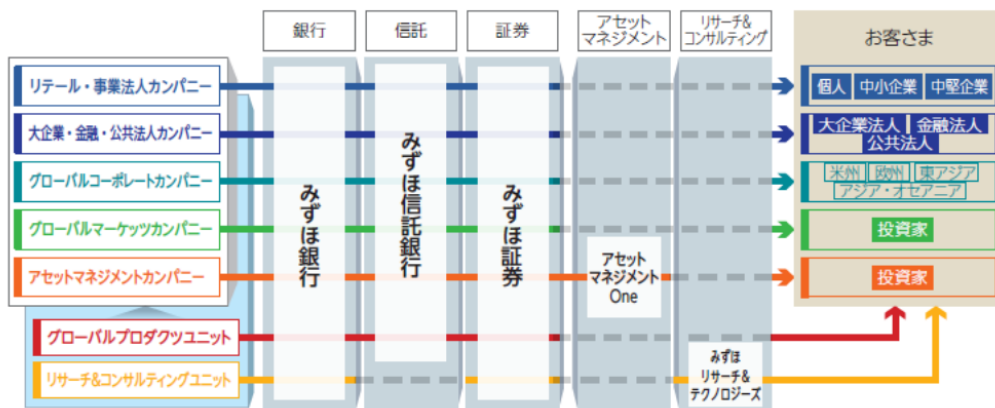 銀行
信託
証券
アセット
マネジメント
リサーチ&
コンサルティング
お客さま
リテール・事業法人カンパニー
大企業・金融・公共法人カンパニー
グローバルコーポレートカンパニー
グローバルマーケッツカンパニー
アセットマネジメントカンパニー
グローバルプロダクツユニット
リサーチ&コンサルティングユニット
みずほ銀行
みずほ信託銀行
みずほ証券
アセット
マネジメント
One
みずほ
リサーチ&
テクノロジーズ
個人 中小企業 中堅企業
大企業法人 金融法人
公共法人
米州 欧州 東アジア
アジア・オセアニア
投資家
投資家